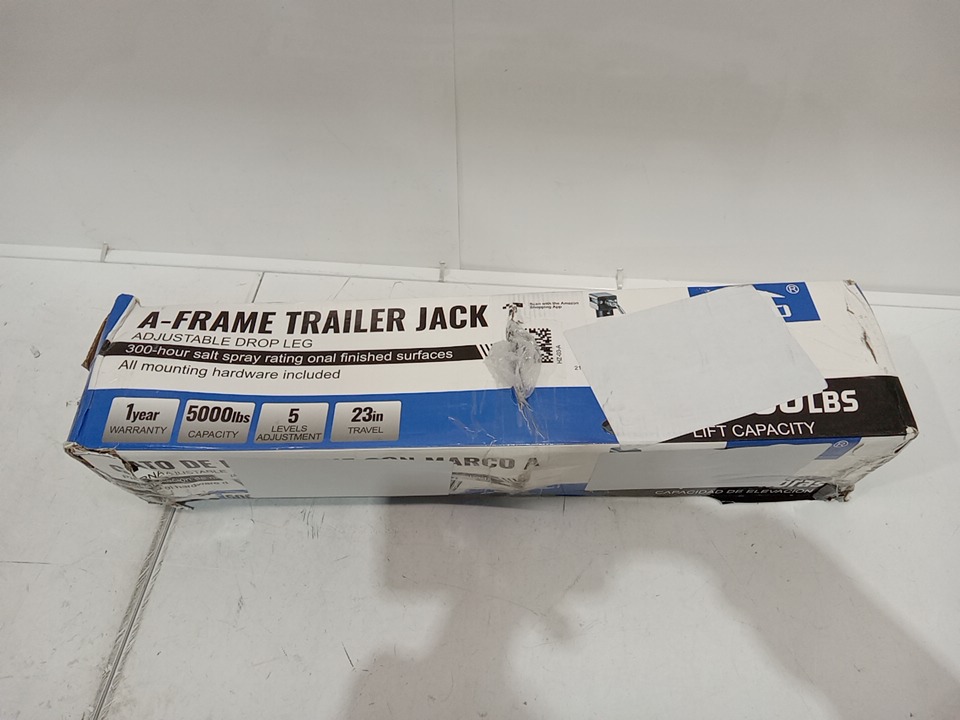 A-FRAME TRAILER JACK
ADJUSTABLE DROP LEG
300-hour salt spray rating onal finished surfaces
All mounting hardware included
Scan with the Amazon
Shopping App
®
LBS
LIFT CAPACITY
1year
WARRANTY
5000lbs
CAPACITY
5
LEVELS
ADJUSTMENT
23in
TRAVEL
MARCO A
CAPACIDAD DE ELEVACIÓN